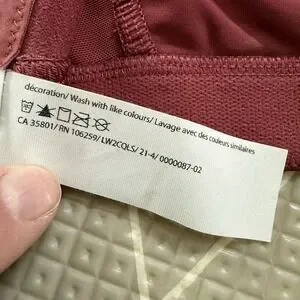 décoration/ Wash with like colours/ Lavage avec des couleurs similaires
CA 35801/ RN 106259/ LW2CQLS/ 21-4/ 0000087-02